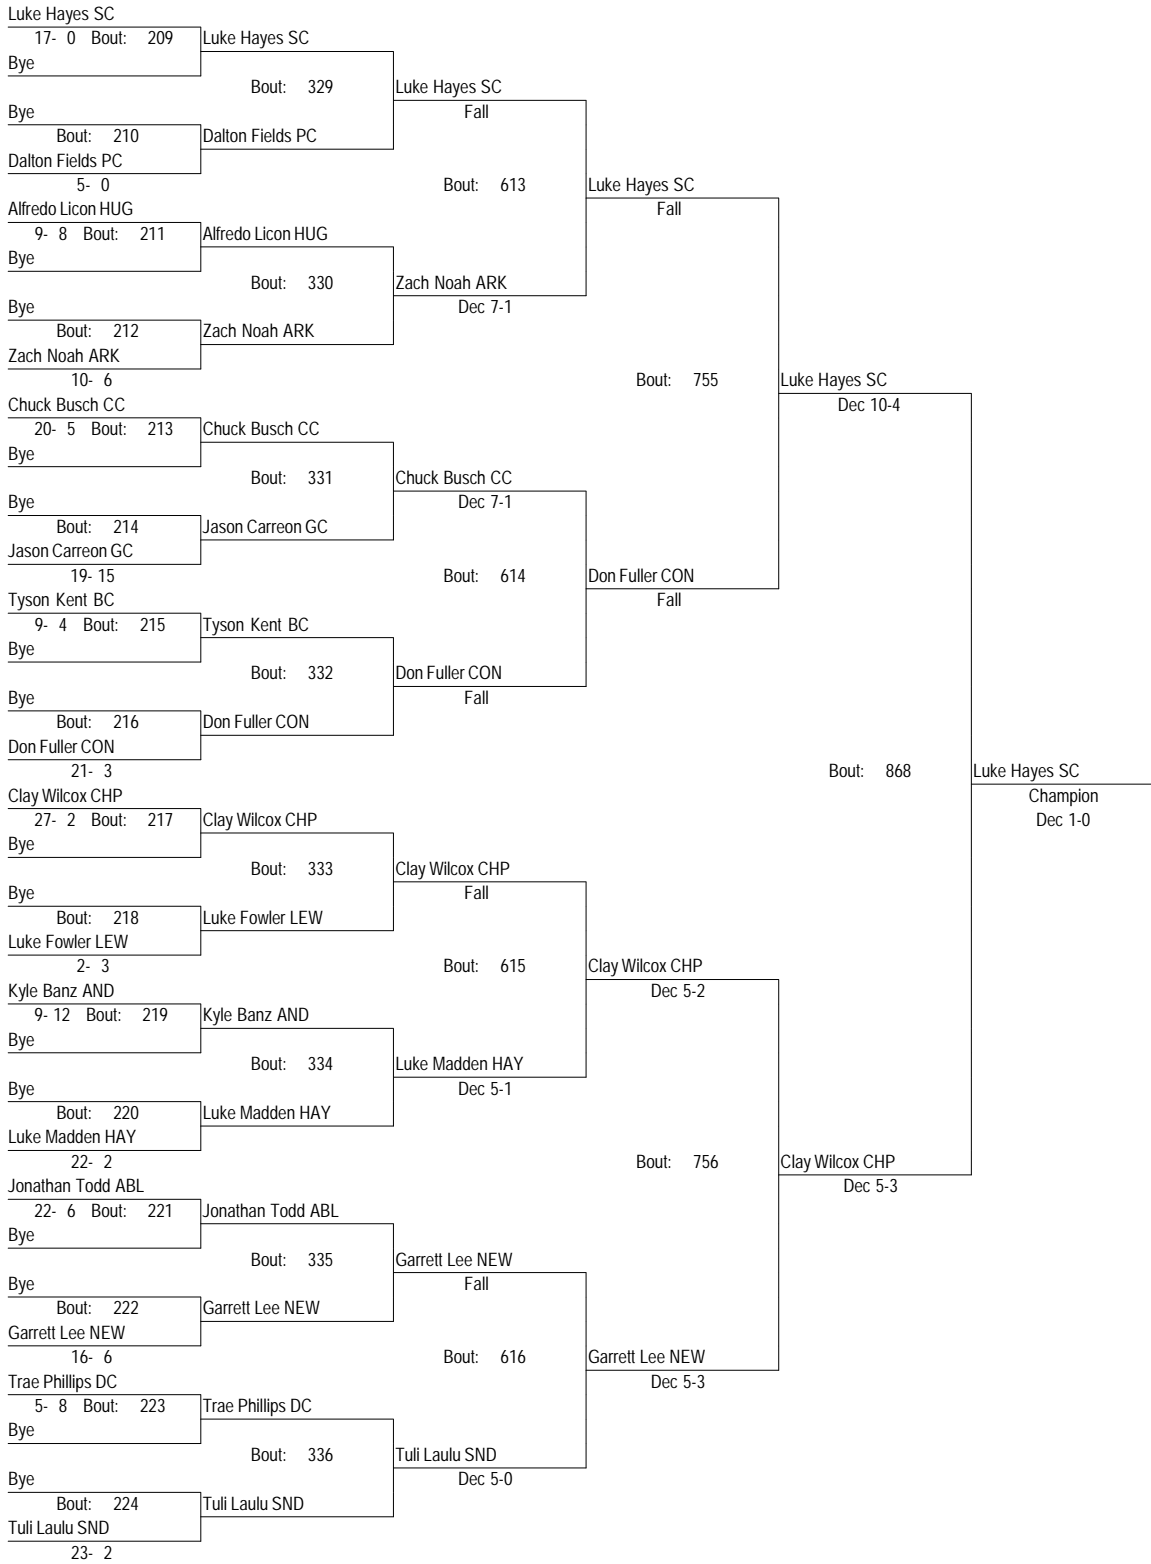 Luke Hayes SC
17- 0 Bout: 209 Luke Hayes SC
Bye
Bout: 329 Luke Hayes SC
Bye Fall
Bout: 210 Dalton Fields PC
Dalton Fields PC
5- 0 Bout: 613 Luke Hayes SC
Alfredo Licon HUG Fall
9- 8 Bout: 211 Alfredo Licon HUG
Bye
Bout: 330 Zach Noah ARK
Bye Dec 7-1
Bout: 212 Zach Noah ARK
Zach Noah ARK
10- 6 Bout: 755 Luke Hayes SC
Chuck Busch CC Dec 10-4
20- 5 Bout: 213 Chuck Busch CC
Bye
Bout: 331 Chuck Busch CC
Bye Dec 7-1
Bout: 214 Jason Carreon GC
Jason Carreon GC
19- 15 Bout: 614 Don Fuller CON
Tyson Kent BC Fall
9- 4 Bout: 215 Tyson Kent BC
Bye
Bout: 332 Don Fuller CON
Bye Fall
Bout: 216 Don Fuller CON
Don Fuller CON
21- 3 Bout: 868 Luke Hayes SC
Clay Wilcox CHP Champion
27- 2 Bout: 217 Clay Wilcox CHP Dec 1-0
Bye
Bout: 333 Clay Wilcox CHP
Bye Fall
Bout: 218 Luke Fowler LEW
Luke Fowler LEW
2- 3 Bout: 615 Clay Wilcox CHP
Kyle Banz AND Dec 5-2
9- 12 Bout: 219 Kyle Banz AND
Bye
Bout: 334 Luke Madden HAY
Bye Dec 5-1
Bout: 220 Luke Madden HAY
Luke Madden HAY
22- 2 Bout: 756 Clay Wilcox CHP
Jonathan Todd ABL Dec 5-3
22- 6 Bout: 221 Jonathan Todd ABL
Bye
Bout: 335 Garrett Lee NEW
Bye Fall
Bout: 222 Garrett Lee NEW
Garrett Lee NEW
16- 6 Bout: 616 Garrett Lee NEW
Trae Phillips DC Dec 5-3
5- 8 Bout: 223 Trae Phillips DC
Bye
Bout: 336 Tuli Laulu SND
Bye Dec 5-0
Bout: 224 Tuli Laulu SND
Tuli Laulu SND
23- 2